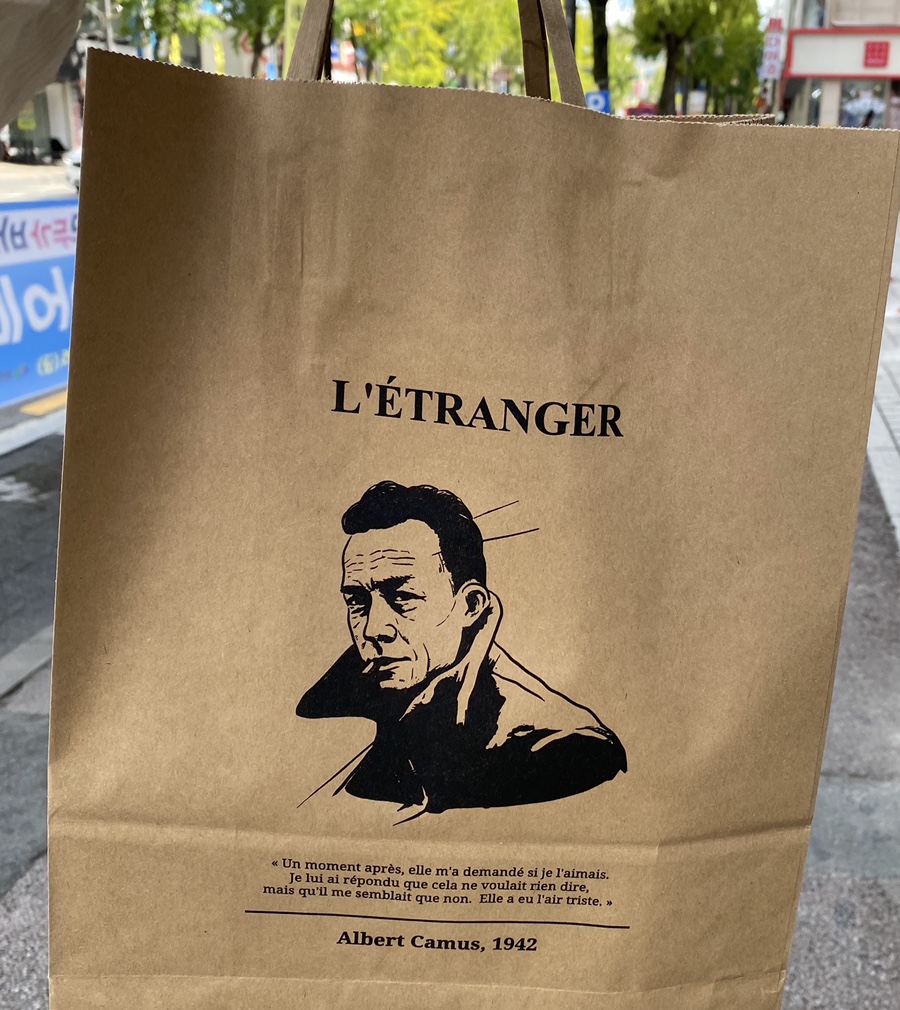 L'ÉTRANGER
« Un moment après, elle m'a demandé si je l'aimais.
Je lui ai répondu que cela ne voulait rien dire,
mais qu'il me semblait que non.  Elle a eu l'air triste. »
Albert Camus, 1942